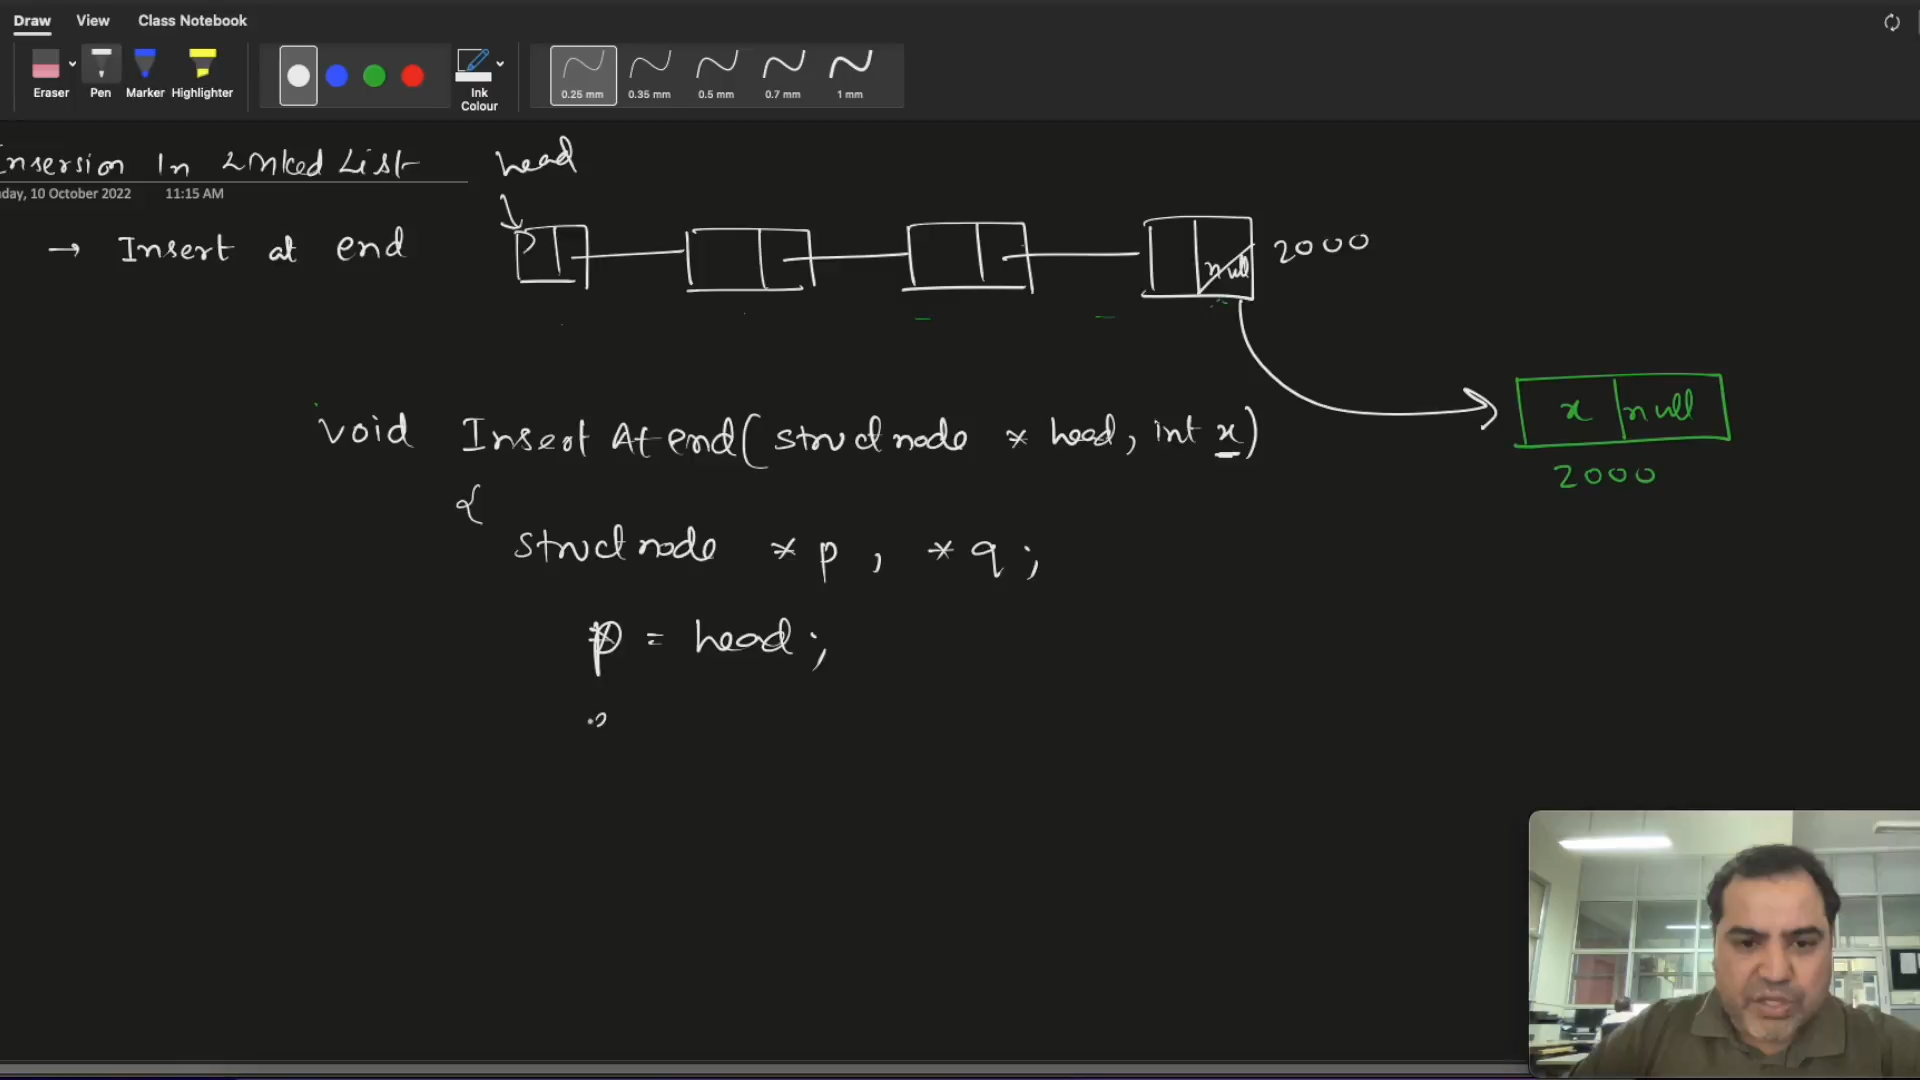 Draw View Class Notebook
Eraser Pen Marker Highlighter Ink Colour 0.25 mm 0.35 mm 0.5 mm 0.7 mm 1 mm
Insersion In Linked List
day, 10 October 2022 11:15 AM
head
→ Insert at end
null 2000
x null
2000
void Insert At end( struct node * head, int x)
{
struct node * p , * q ;
p = head ;